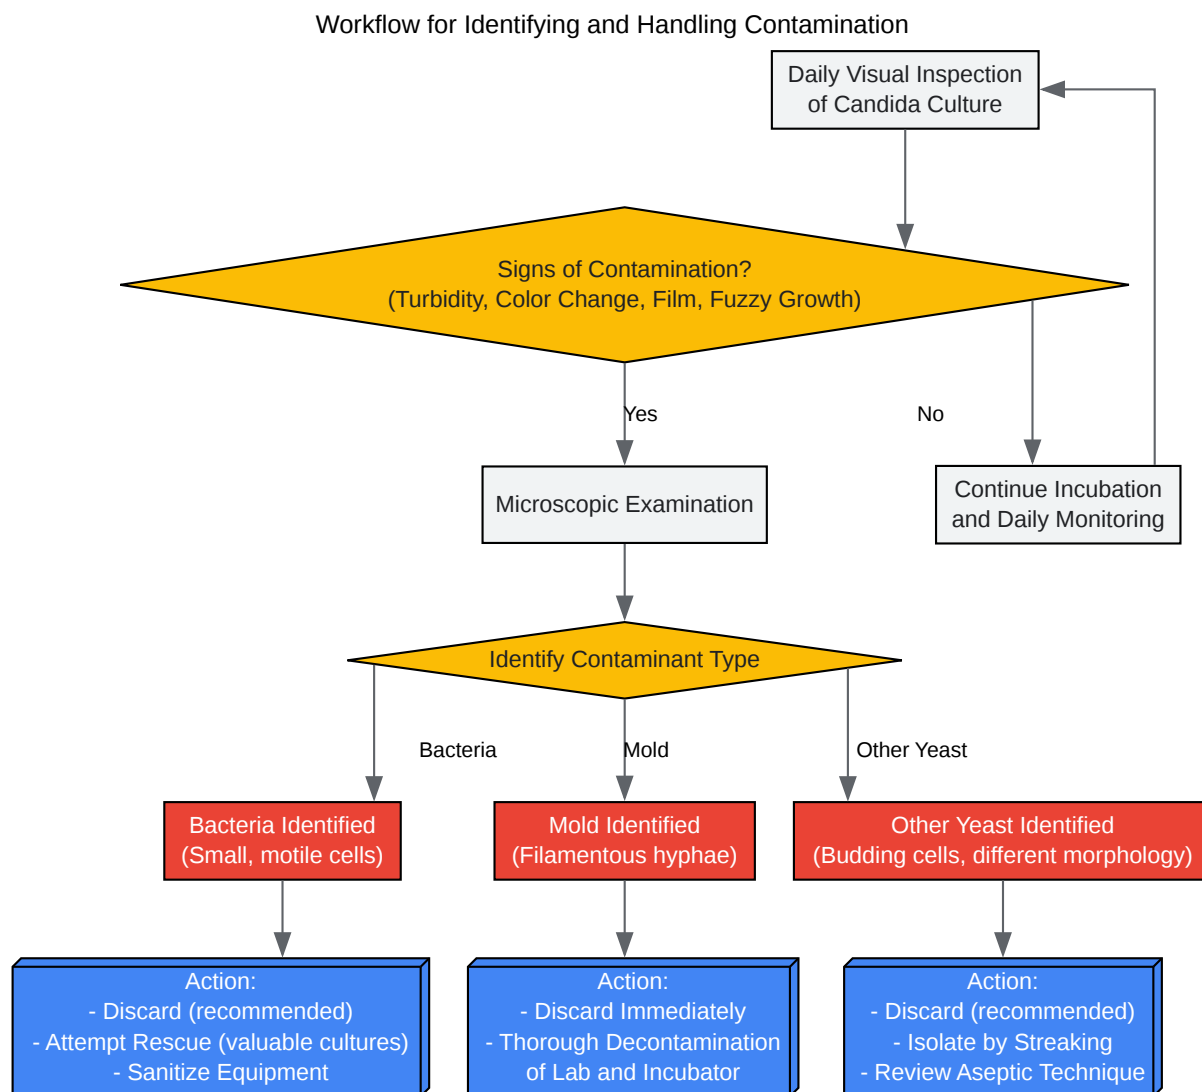 Workflow for Identifying and Handling Contamination
Daily Visual Inspection
of Candida Culture
Signs of Contamination?
(Turbidity, Color Change, Film, Fuzzy Growth)
Yes
No
Microscopic Examination
Continue Incubation
and Daily Monitoring
Identify Contaminant Type
Bacteria
Mold
Other Yeast
Bacteria Identified
(Small, motile cells)
Mold Identified
(Filamentous hyphae)
Other Yeast Identified
(Budding cells, different morphology)
Action:
- Discard (recommended)
- Attempt Rescue (valuable cultures)
- Sanitize Equipment
Action:
- Discard Immediately
- Thorough Decontamination
of Lab and Incubator
Action:
- Discard (recommended)
- Isolate by Streaking
- Review Aseptic Technique